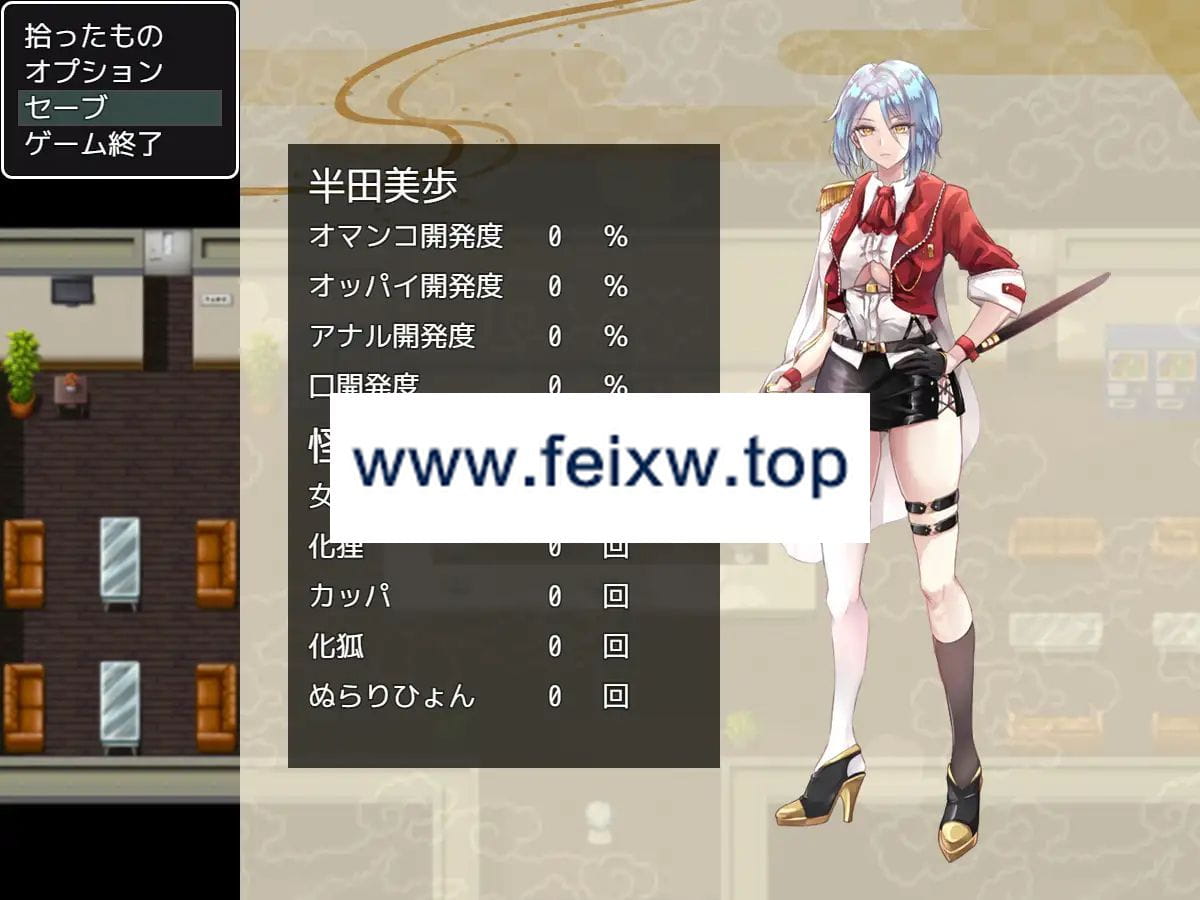 拾ったもの
オプション
セーブ
ゲーム終了
半田美歩
オマンコ開発度 0 %
オッパイ開発度 0 %
アナル開発度 0 %
口開発度 0 %
怪
www.feixw.top
女
化狸 0 回
カッパ 0 回
化狐 0 回
ぬらりひょん 0 回